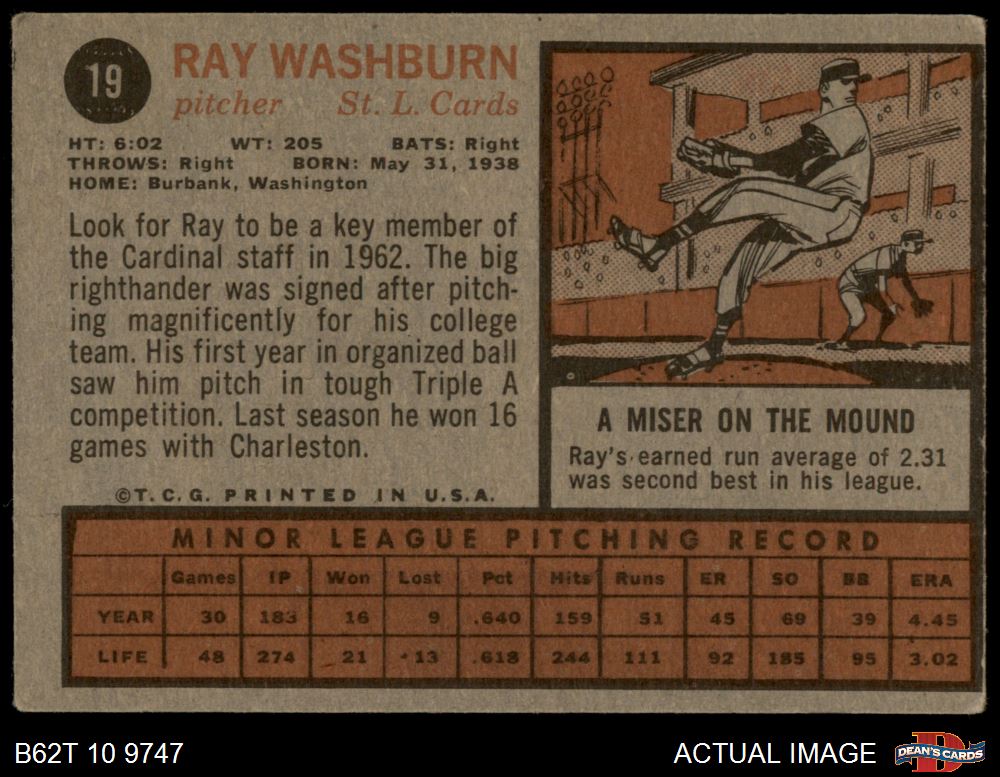 19
RAY WASHBURN
pitcher St. L. Cards
HT: 6:02 WT: 205 BATS: Right
THROWS: Right BORN: May 31, 1938
HOME: Burbank, Washington
Look for Ray to be a key member of
the Cardinal staff in 1962. The big
righthander was signed after pitch-
ing magnificently for his college
team. His first year in organized ball
saw him pitch in tough Triple A
competition. Last season he won 16
games with Charleston.
©T.C.G. PRINTED IN U.S.A.
A MISER ON THE MOUND
Ray's earned run average of 2.31
was second best in his league.
MINOR LEAGUE PITCHING RECORD
Games IP Won Lost Pct Hits Runs ER SO BB ERA
YEAR 30 183 16 9 .640 159 51 45 69 39 4.45
LIFE 48 274 21 13 .618 244 111 92 185 95 3.02
B62T 10 9747
ACTUAL IMAGE
D
DEAN'S CARDS